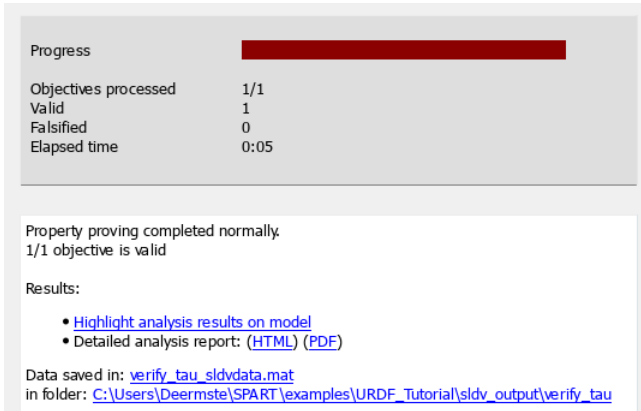 Progress
Objectives processed 1/1
Valid 1
Falsified 0
Elapsed time 0:05
Property proving completed normally.
1/1 objective is valid
Results:
• Highlight analysis results on model
• Detailed analysis report: (HTML) (PDF)
Data saved in: verify_tau_sldvdata.mat
in folder: C:\Users\Deermste\SPART\examples\URDF_Tutorial\sldv_output\verify_tau